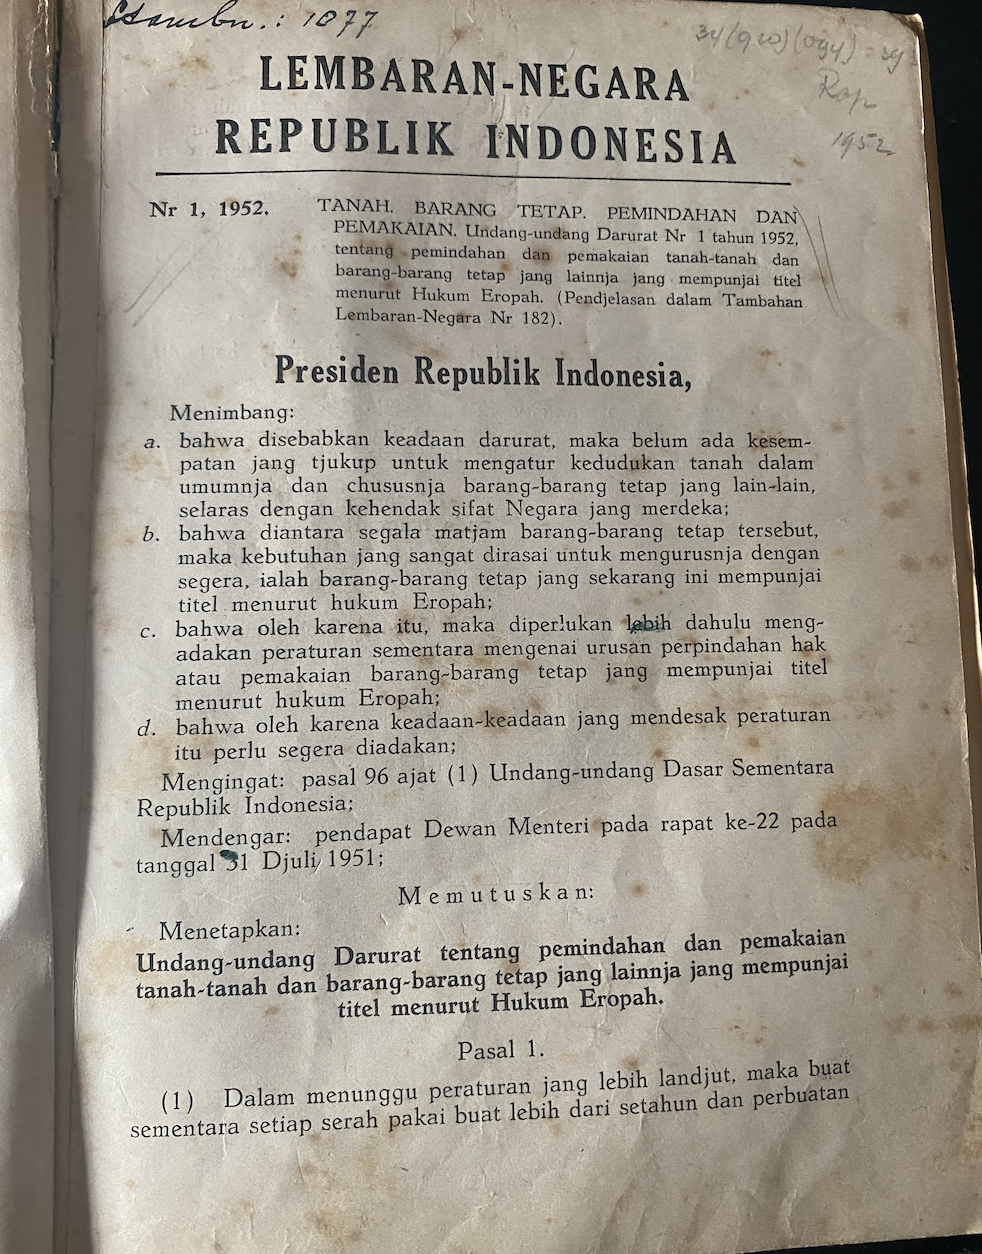 : 1077
34(910)(094)
Rap
1952
LEMBARAN-NEGARA
REPUBLIK INDONESIA
Nr 1, 1952. TANAH. BARANG TETAP. PEMINDAHAN DAN
PEMAKAIAN. Undang-undang Darurat Nr 1 tahun 1952,
tentang pemindahan dan pemakaian tanah-tanah dan
barang-barang tetap jang lainnja jang mempunjai titel
menurut Hukum Eropah. (Pendjelasan dalam Tambahan
Lembaran-Negara Nr 182).
Presiden Republik Indonesia,
Menimbang:
a. bahwa disebabkan keadaan darurat, maka belum ada kesem-
patan jang tjukup untuk mengatur kedudukan tanah dalam
umumnja dan chususnja barang-barang tetap jang lain-lain,
selaras dengan kehendak sifat Negara jang merdeka;
b. bahwa diantara segala matjam barang-barang tetap tersebut,
maka kebutuhan jang sangat dirasai untuk mengurusnja dengan
segera, ialah barang-barang tetap jang sekarang ini mempunjai
titel menurut hukum Eropah;
c. bahwa oleh karena itu, maka diperlukan lebih dahulu meng-
adakan peraturan sementara mengenai urusan perpindahan hak
atau pemakaian barang-barang tetap jang mempunjai titel
menurut hukum Eropah;
d. bahwa oleh karena keadaan-keadaan jang mendesak peraturan
itu perlu segera diadakan;
Mengingat: pasal 96 ajat (1) Undang-undang Dasar Sementara
Republik Indonesia;
Mendengar: pendapat Dewan Menteri pada rapat ke-22 pada
tanggal 31 Djuli 1951;
Memutuskan:
Menetapkan:
Undang-undang Darurat tentang pemindahan dan pemakaian
tanah-tanah dan barang-barang tetap jang lainnja jang mempunjai
titel menurut Hukum Eropah.
Pasal 1.
(1) Dalam menunggu peraturan jang lebih landjut, maka buat
sementara setiap serah pakai buat lebih dari setahun dan perbuatan